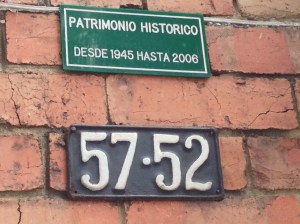 PATRIMONIO HISTORICO
DESDE 1945 HASTA 2006
57·52